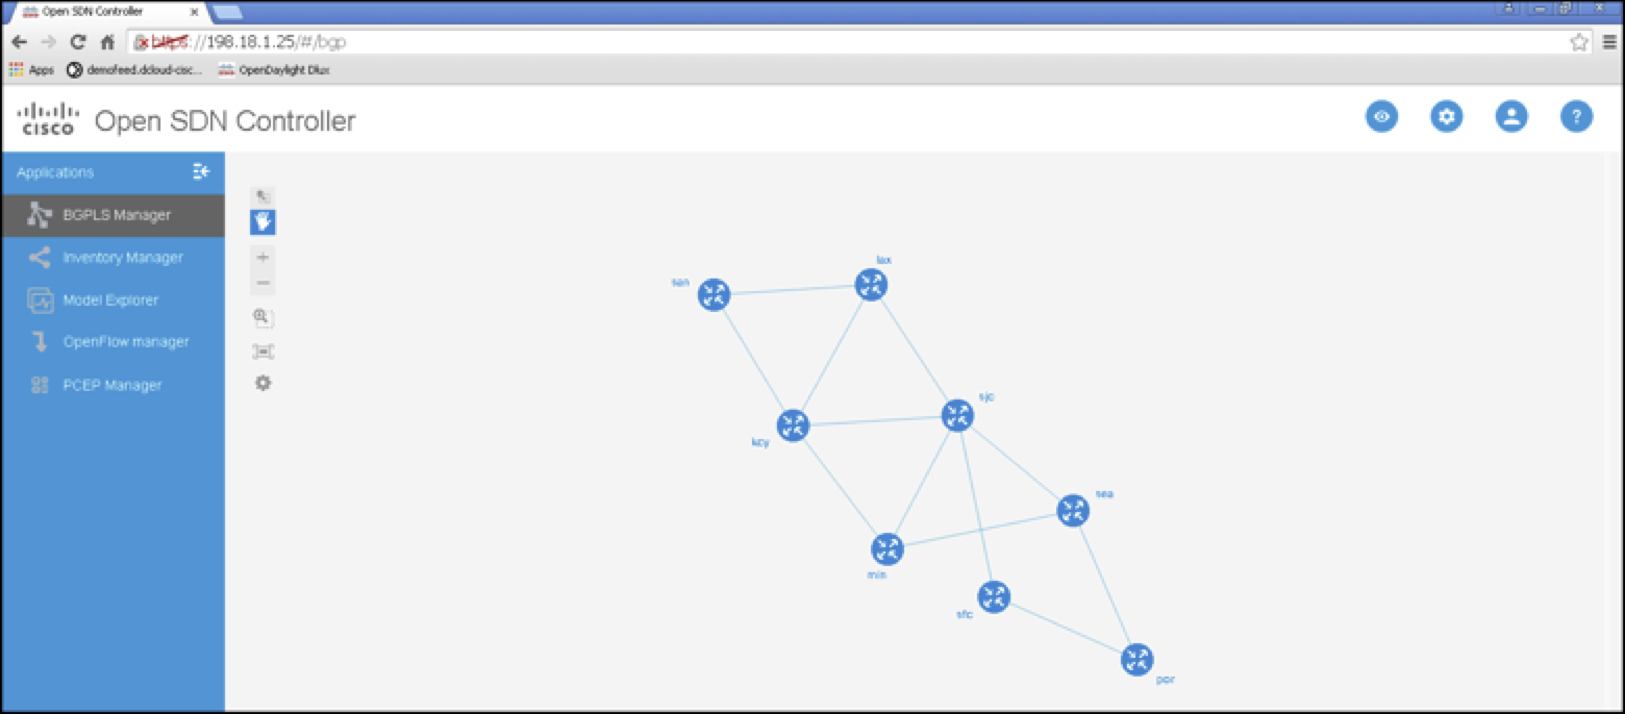 Open SDN Controller x
https://198.18.1.25/#/bgp
Apps demofeed.dcloud-cisc... OpenDaylight Dlux
CISCO Open SDN Controller ?
Applications
BGPLS Manager
Inventory Manager
Model Explorer
OpenFlow manager
PCEP Manager
lax
san
sjc
kcy
sea
min
sfc
por